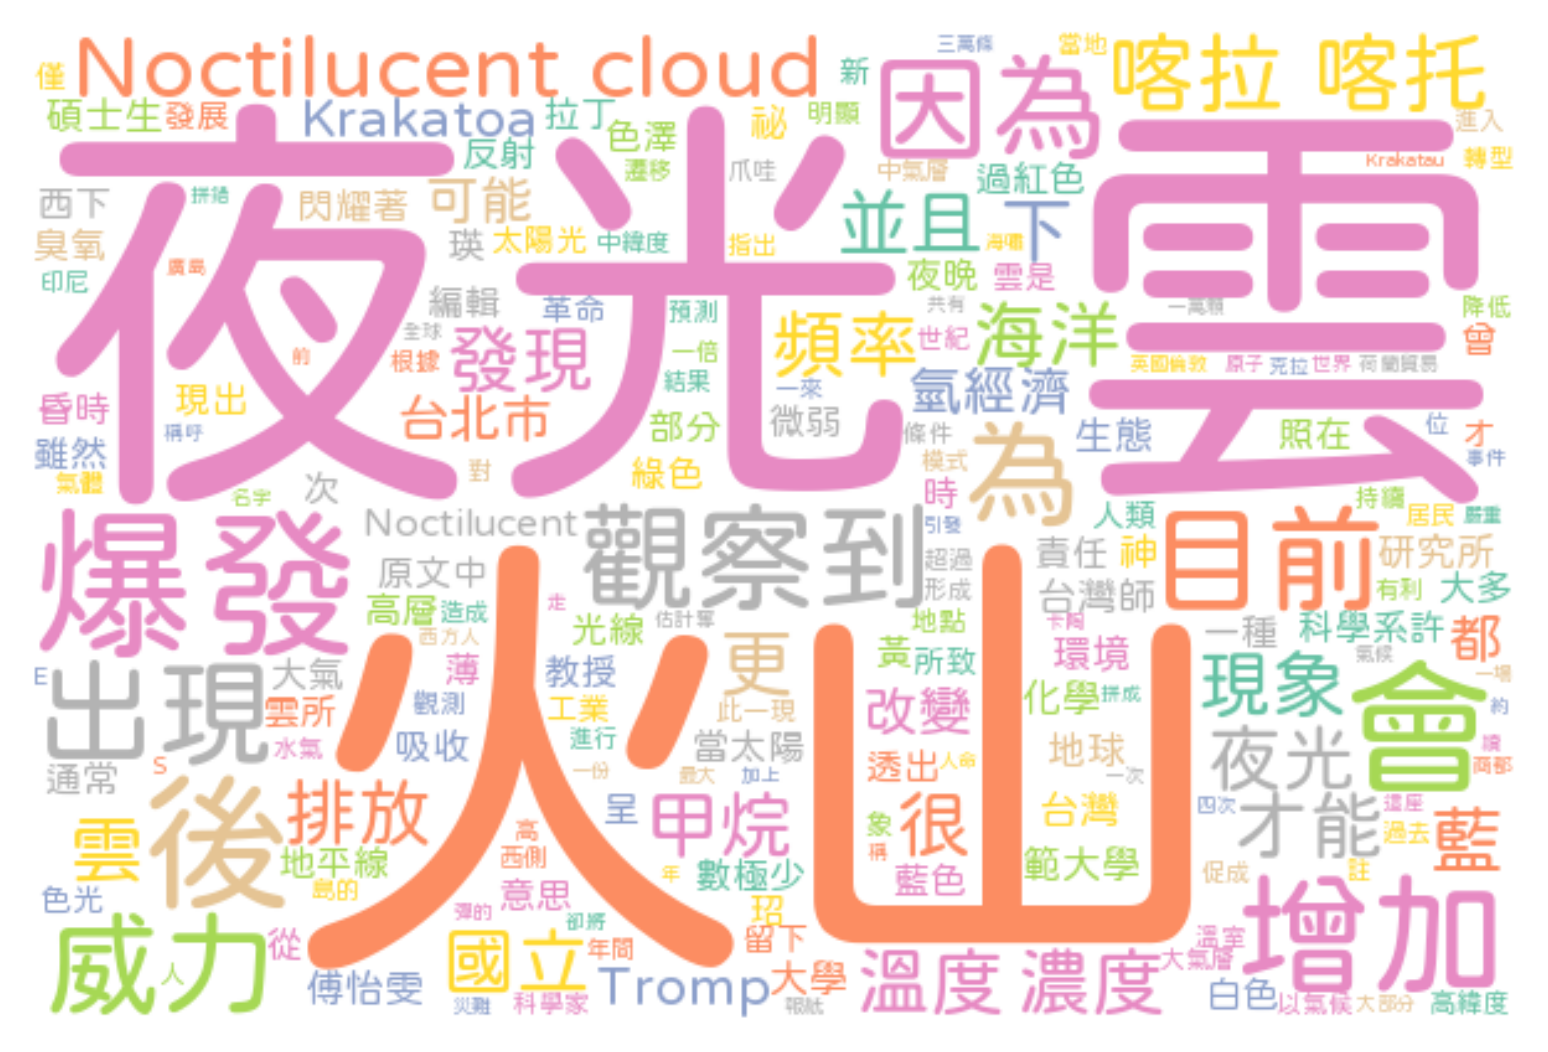 三萬條
當地
Noctilucent cloud
因為
喀拉 喀托
僅
新
碩士生
發展
Krakatoa
拉丁
色澤
祕
明顯
進入
夜光雲
反射
遷移
爪哇
中氣層
過紅色
Krakatau
轉型
西下
拼錯
閃耀著
可能
並且
下
臭氧
瑛
太陽光
中緯度
指出
海嘯
印尼
廣島
夜晚
雲是
編輯
革命
預測
共有
一萬顆
降低
全球
頻率
世紀
海洋
曾
前
根據
發現
一倍
結果
英國倫敦
原子
克拉
世界
荷蘭貿易
昏時
現出
台北市
一來
氫經濟
稱呼
部分
微弱
條件
生態
照在
位
才
雖然
氣體
對
綠色
模式
為
事件
名字
次
時
持續
爆發
Noctilucent
觀察到
引發
人類
目前
居民
嚴重
原文中
超過
責任
神
研究所
形成
台灣師
有利
大多
高層
造成
走
火山
估計奪
地點
卡陶
一種
科學系許
都
西方人
光線
更
黃
所致
環境
氣候
E
出現
大氣
薄
教授
現象
會
一場
雲所
觀測
工業
此一現
改變
化學
拼成
約
水氣
吸收
進行
當太陽
地球
夜光
通常
S
一份
最大
加上
透出
人命
一次
後
排放
呈
甲烷
很
台灣
四次
才能
這座
藍
雲
高
象
過去
地平線
西側
稱
範大學
島的
年
數極少
藍色
促成
註
色光
彈的
意思
卻將
珞
增加
威力
從
國立
年間
留下
溫室
人
傅怡雯
Tromp
大學
溫度
濃度
大氣層
災難
科學家
報紙
白色
以氣候
大部分
高緯度